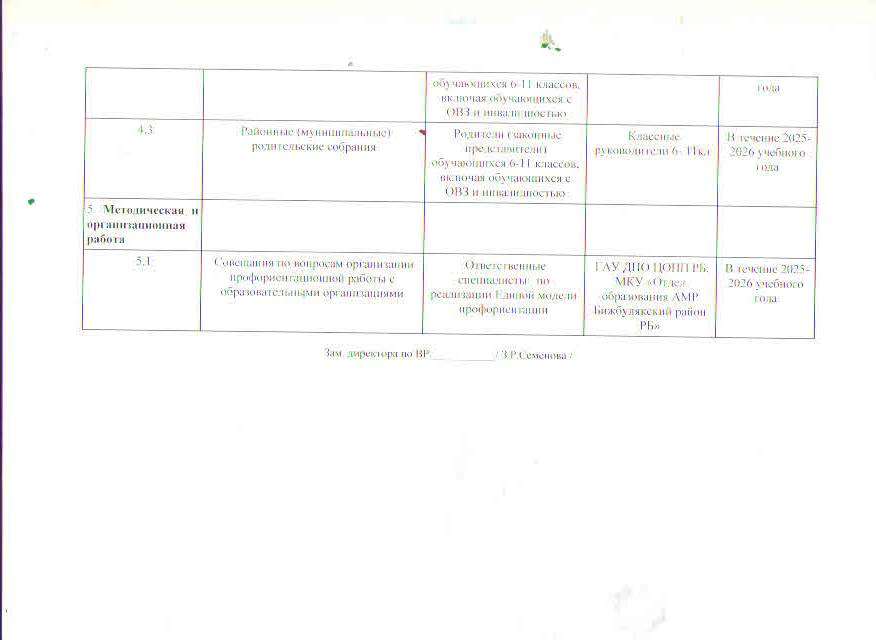 обучающихся 6-11 классов,
включая обучающихся с
ОВЗ и инвалидностью
года
4.3.
Районные (муниципальные)
родительские собрания
Родители (законные
представители)
обучающихся 6-11 классов,
включая обучающихся с
ОВЗ и инвалидностью
Классные
руководители 6- 11кл
В течение 2025-
2026 учебного
года
5. Методическая и
организационная
работа
5.1.
Совещания по вопросам организации
профориентационной работы с
образовательными организациями
Ответственные
специалисты по
реализации Единой модели
профориентации
ГАУ ДПО ЦОПП РБ,
МКУ «Отдел
образования АМР
Бижбулякский район
РБ»
В течение 2025-
2026 учебного
года
Зам. директора по ВР.____________/ З.Р.Семенова /